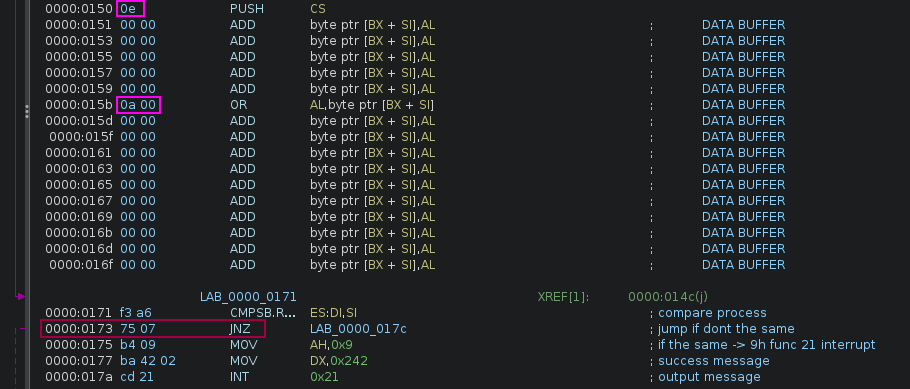 0000:0150 0e PUSH CS
0000:0151 00 00 ADD byte ptr [BX + SI],AL ; DATA BUFFER
0000:0153 00 00 ADD byte ptr [BX + SI],AL ; DATA BUFFER
0000:0155 00 00 ADD byte ptr [BX + SI],AL ; DATA BUFFER
0000:0157 00 00 ADD byte ptr [BX + SI],AL ; DATA BUFFER
0000:0159 00 00 ADD byte ptr [BX + SI],AL ; DATA BUFFER
0000:015b 0a 00 OR AL,byte ptr [BX + SI]
0000:015d 00 00 ADD byte ptr [BX + SI],AL ; DATA BUFFER
0000:015f 00 00 ADD byte ptr [BX + SI],AL ; DATA BUFFER
0000:0161 00 00 ADD byte ptr [BX + SI],AL ; DATA BUFFER
0000:0163 00 00 ADD byte ptr [BX + SI],AL ; DATA BUFFER
0000:0165 00 00 ADD byte ptr [BX + SI],AL ; DATA BUFFER
0000:0167 00 00 ADD byte ptr [BX + SI],AL ; DATA BUFFER
0000:0169 00 00 ADD byte ptr [BX + SI],AL ; DATA BUFFER
0000:016b 00 00 ADD byte ptr [BX + SI],AL ; DATA BUFFER
0000:016d 00 00 ADD byte ptr [BX + SI],AL ; DATA BUFFER
0000:016f 00 00 ADD byte ptr [BX + SI],AL ; DATA BUFFER
LAB_0000_0171 XREF[1]: 0000:014c(j)
0000:0171 f3 a6 CMPSB.R... ES:DI,SI ; compare process
0000:0173 75 07 JNZ LAB_0000_017c ; jump if dont the same
0000:0175 b4 09 MOV AH,0x9 ; if the same -> 9h func 21 interrupt
0000:0177 ba 42 02 MOV DX,0x242 ; success message
0000:017a cd 21 INT 0x21 ; output message